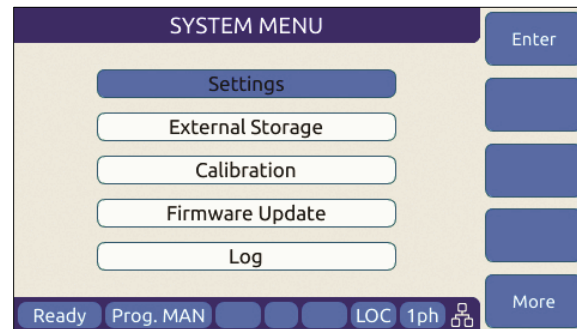 SYSTEM MENU
Enter
Settings
External Storage
Calibration
Firmware Update
Log
More
Ready Prog. MAN LOC 1ph